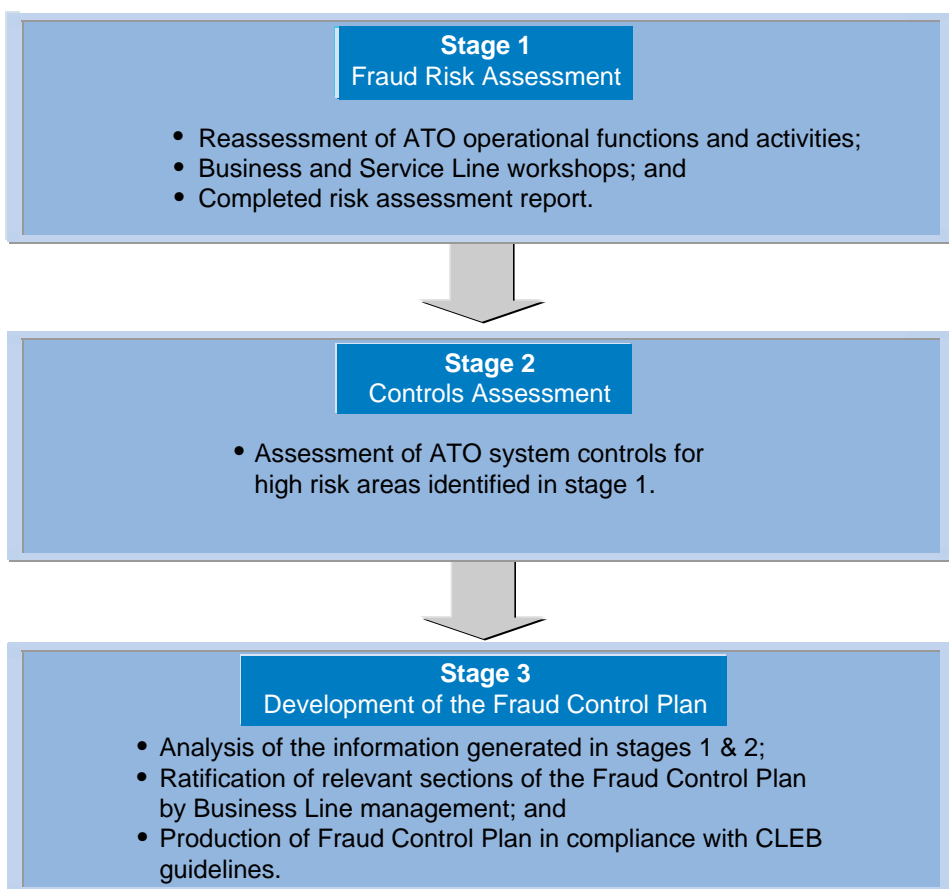 Stage 1
Fraud Risk Assessment
• Reassessment of ATO operational functions and activities;
• Business and Service Line workshops; and
• Completed risk assessment report.
Stage 2
Controls Assessment
• Assessment of ATO system controls for
high risk areas identified in stage 1.
Stage 3
Development of the Fraud Control Plan
• Analysis of the information generated in stages 1 & 2;
• Ratification of relevant sections of the Fraud Control Plan
by Business Line management; and
• Production of Fraud Control Plan in compliance with CLEB
guidelines.